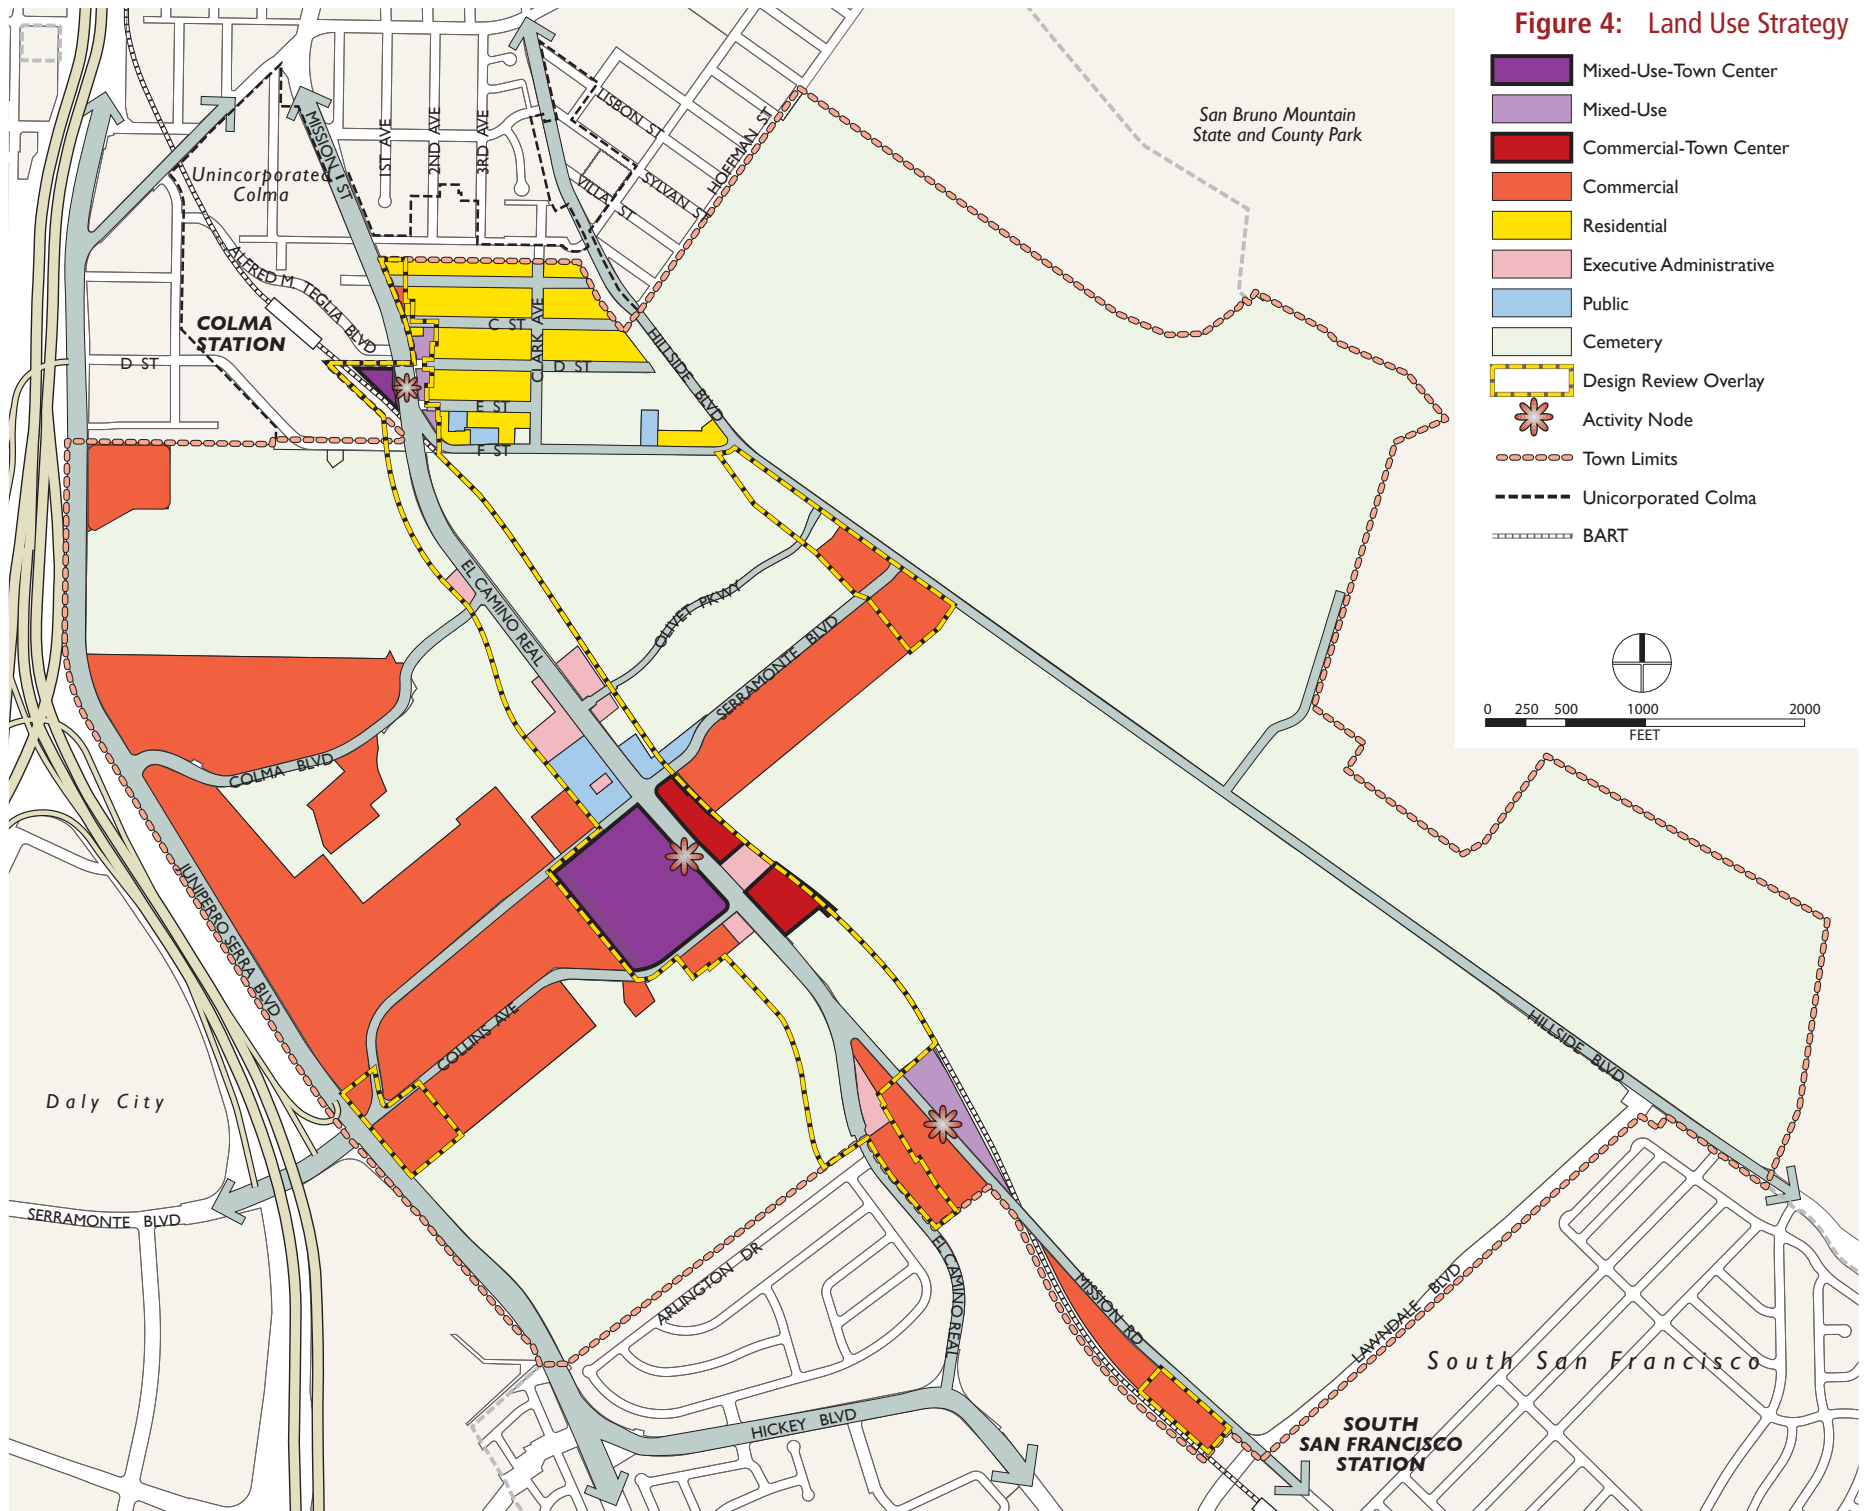 Figure 4: Land Use Strategy
Mixed-Use-Town Center
Mixed-Use
Commercial-Town Center
Commercial
Residential
Executive Administrative
Public
Cemetery
Design Review Overlay
Activity Node
Town Limits
Unicorporated Colma
BART
0 250 500 1000 2000
FEET
San Bruno Mountain
State and County Park
LISBON ST
HOFFMAN ST
SYLVAN ST
VILLA ST
MISSION ST
1ST AVE
2ND AVE
3RD AVE
Unincorporated
Colma
ALFRED M TEGLIA BLVD
COLMA
STATION
D ST
C ST
CLARK AVE
D ST
E ST
F ST
HILLSIDE BLVD
EL CAMINO REAL
OLIVET PKWY
SERRAMONTE BLVD
COLMA BLVD
JUNIPERRO SERRA BLVD
COLLINS AVE
Daly City
SERRAMONTE BLVD
HILLSIDE BLVD
ARLINGTON DR
EL CAMINO REAL
MISSION RD
LAWNDALE BLVD
South San Francisco
HICKEY BLVD
SOUTH
SAN FRANCISCO
STATION